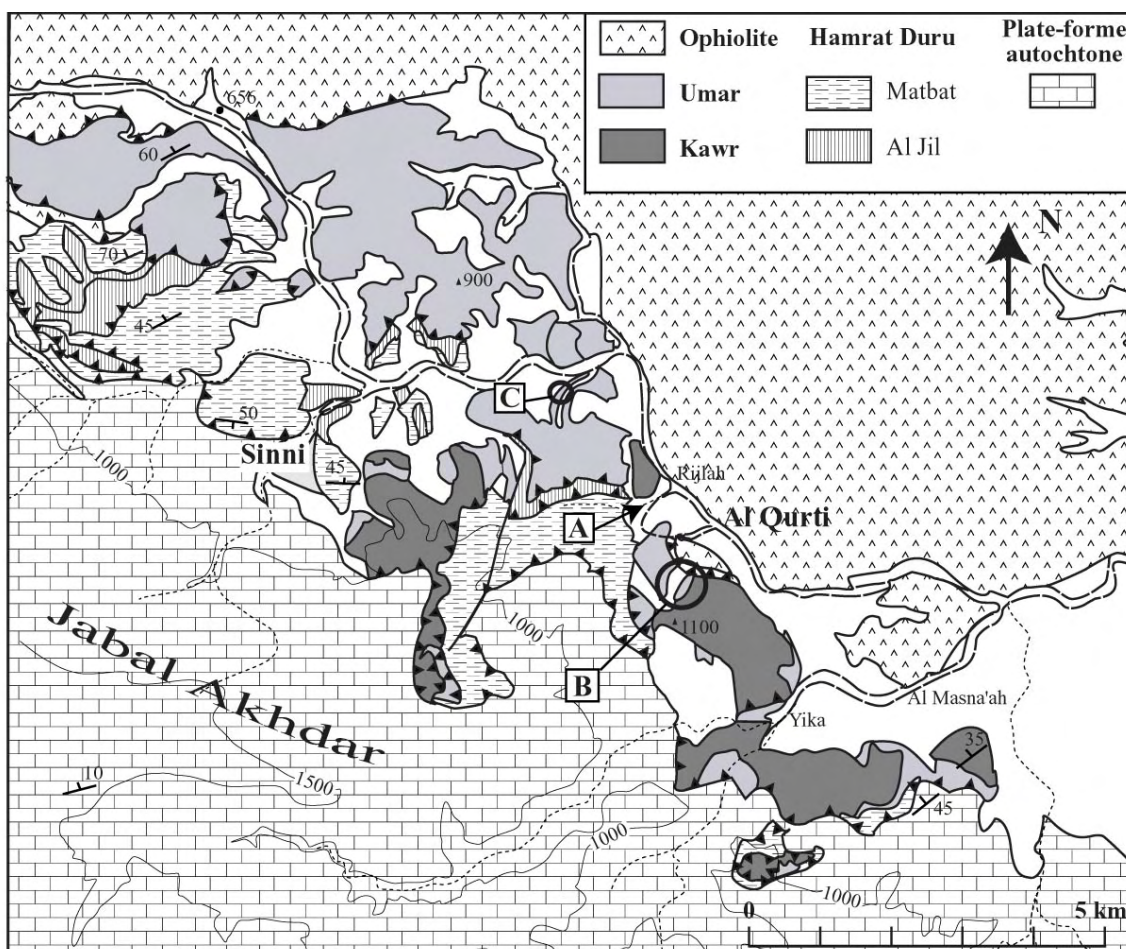 Ophiolite
Hamrat Duru
Plate-forme
autochtone
Umar
Matbat
Kawr
Al Jil
N
656
60
70
900
45
C
50
Sinni
1000
45
Rijlah
A
Al Qurti
1000
1100
B
Jabal Akhdar
Al Masna'ah
Yika
35
10
1500
45
1000
1000
0
5 km